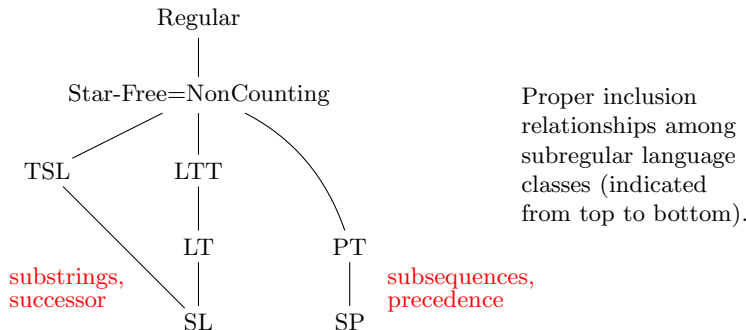 Regular
Star-Free=NonCounting
TSL
LTT
LT
PT
SL
SP
substrings,
successor
subsequences,
precedence
Proper inclusion
relationships among
subregular language
classes (indicated
from top to bottom).